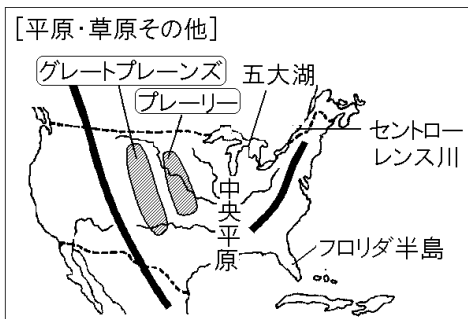 [平原・草原その他]
グレートプレーンズ
プレーリー
五大湖
セントロー
レンス川
中央平原
フロリダ半島